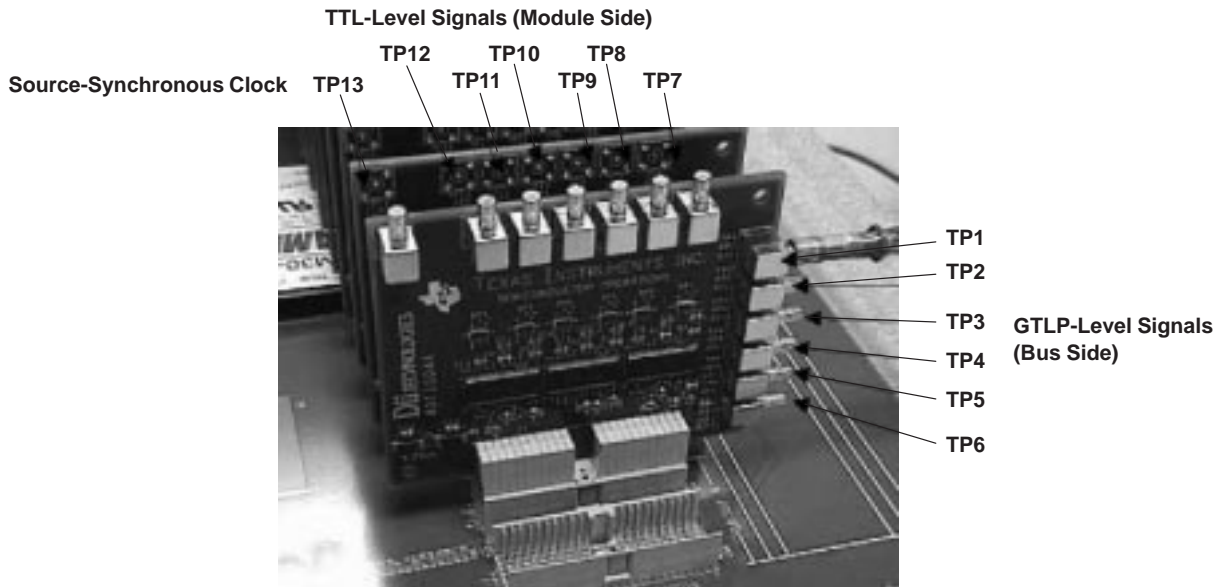 TTL-Level Signals (Module Side)
TP12 TP10 TP8
Source-Synchronous Clock TP13 TP11 TP9 TP7
TEXAS INSTRUMENTS INC
TP1
TP2
TP3
GTLP-Level Signals
(Bus Side)
TP4
TP5
TP6